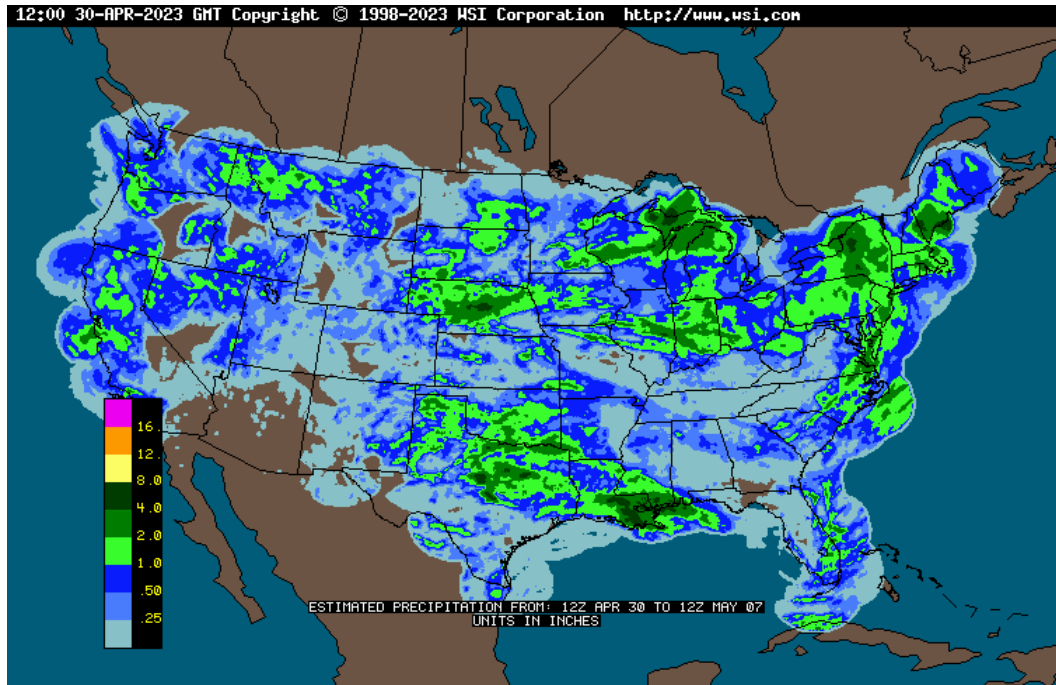 12:00 30-APR-2023 GMT Copyright © 1998-2023 WSI Corporation http://www.wsi.com
16.
12.
8.0
4.0
2.0
1.0
.50
.25
ESTIMATED PRECIPITATION FROM: 12Z APR 30 TO 12Z MAY 07
UNITS IN INCHES